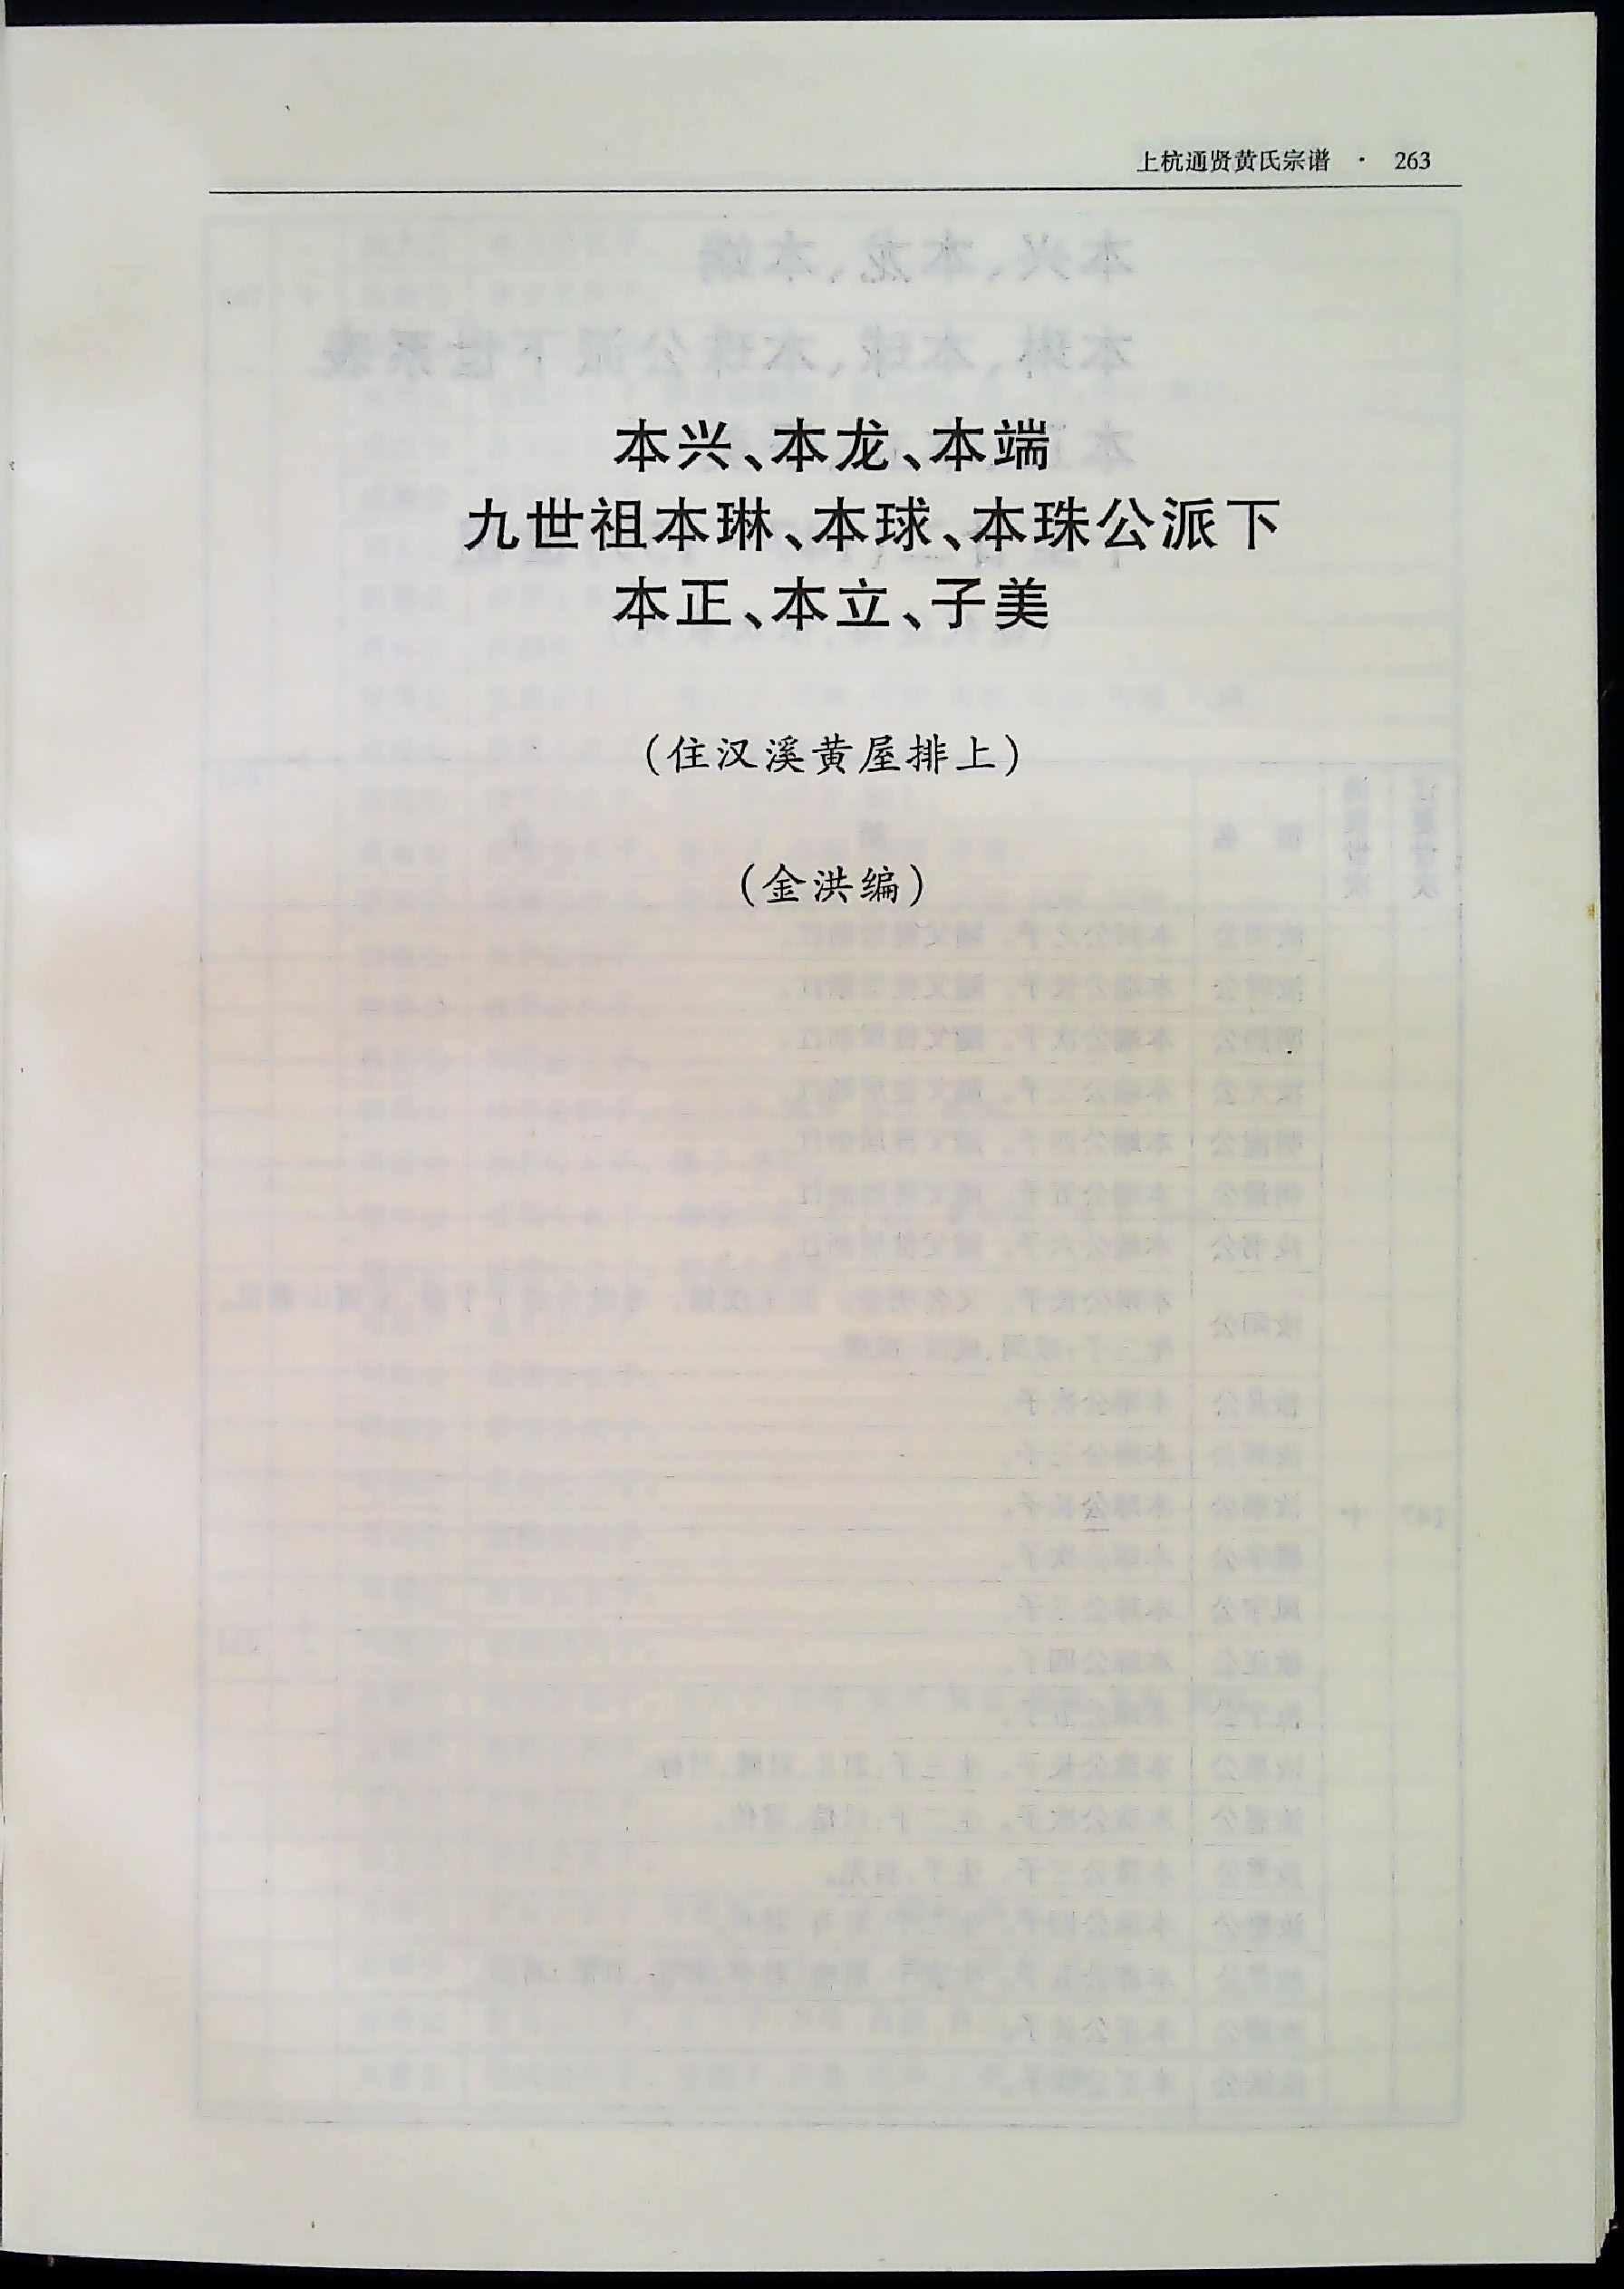 上杭通贤黄氏宗谱 · 263
本兴、本龙、本端
九世祖本琳、本球、本珠公派下
本正、本立、子美
(住汉溪黄屋排上)
(金洪编)